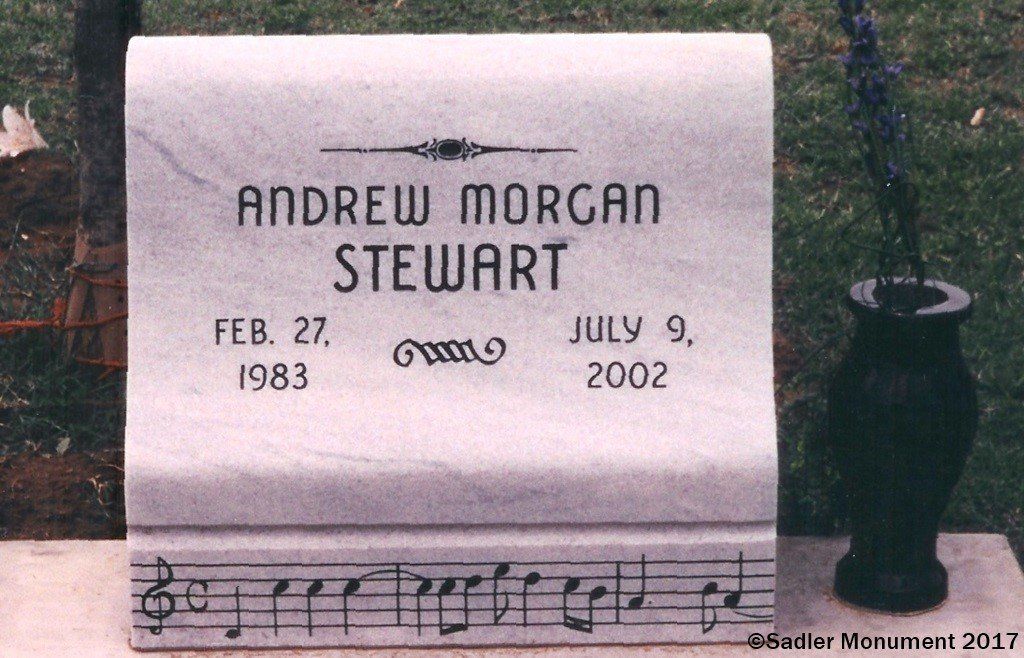 ANDREW MORGAN
STEWART
FEB. 27,
1983
JULY 9,
2002
©Sadler Monument 2017